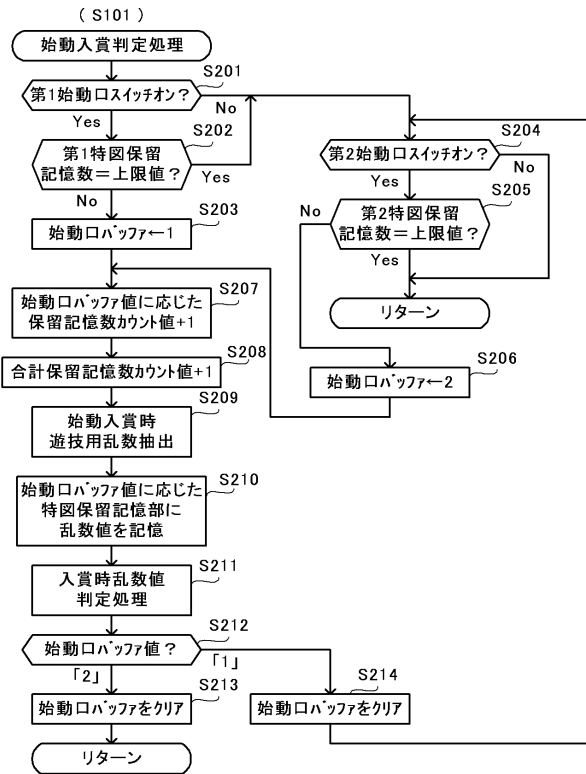 （S101）
始動入賞判定処理
S201
第1始動口スイッチオン？
No
Yes
S202
第1特図保留
記憶数＝上限値？
Yes
No
S203
始動口バッファ←1
S204
第2始動口スイッチオン？
No
Yes
S205
No
第2特図保留
記憶数＝上限値？
Yes
リターン
S206
始動口バッファ←2
S207
始動口バッファ値に応じた
保留記憶数カウント値+1
S208
合計保留記憶数カウント値+1
S209
始動入賞時
遊技用乱数抽出
S210
始動口バッファ値に応じた
特図保留記憶部に
乱数値を記憶
S211
入賞時乱数値
判定処理
S212
始動口バッファ値？
「2」
「1」
S213
始動口バッファをクリア
S214
始動口バッファをクリア
リターン